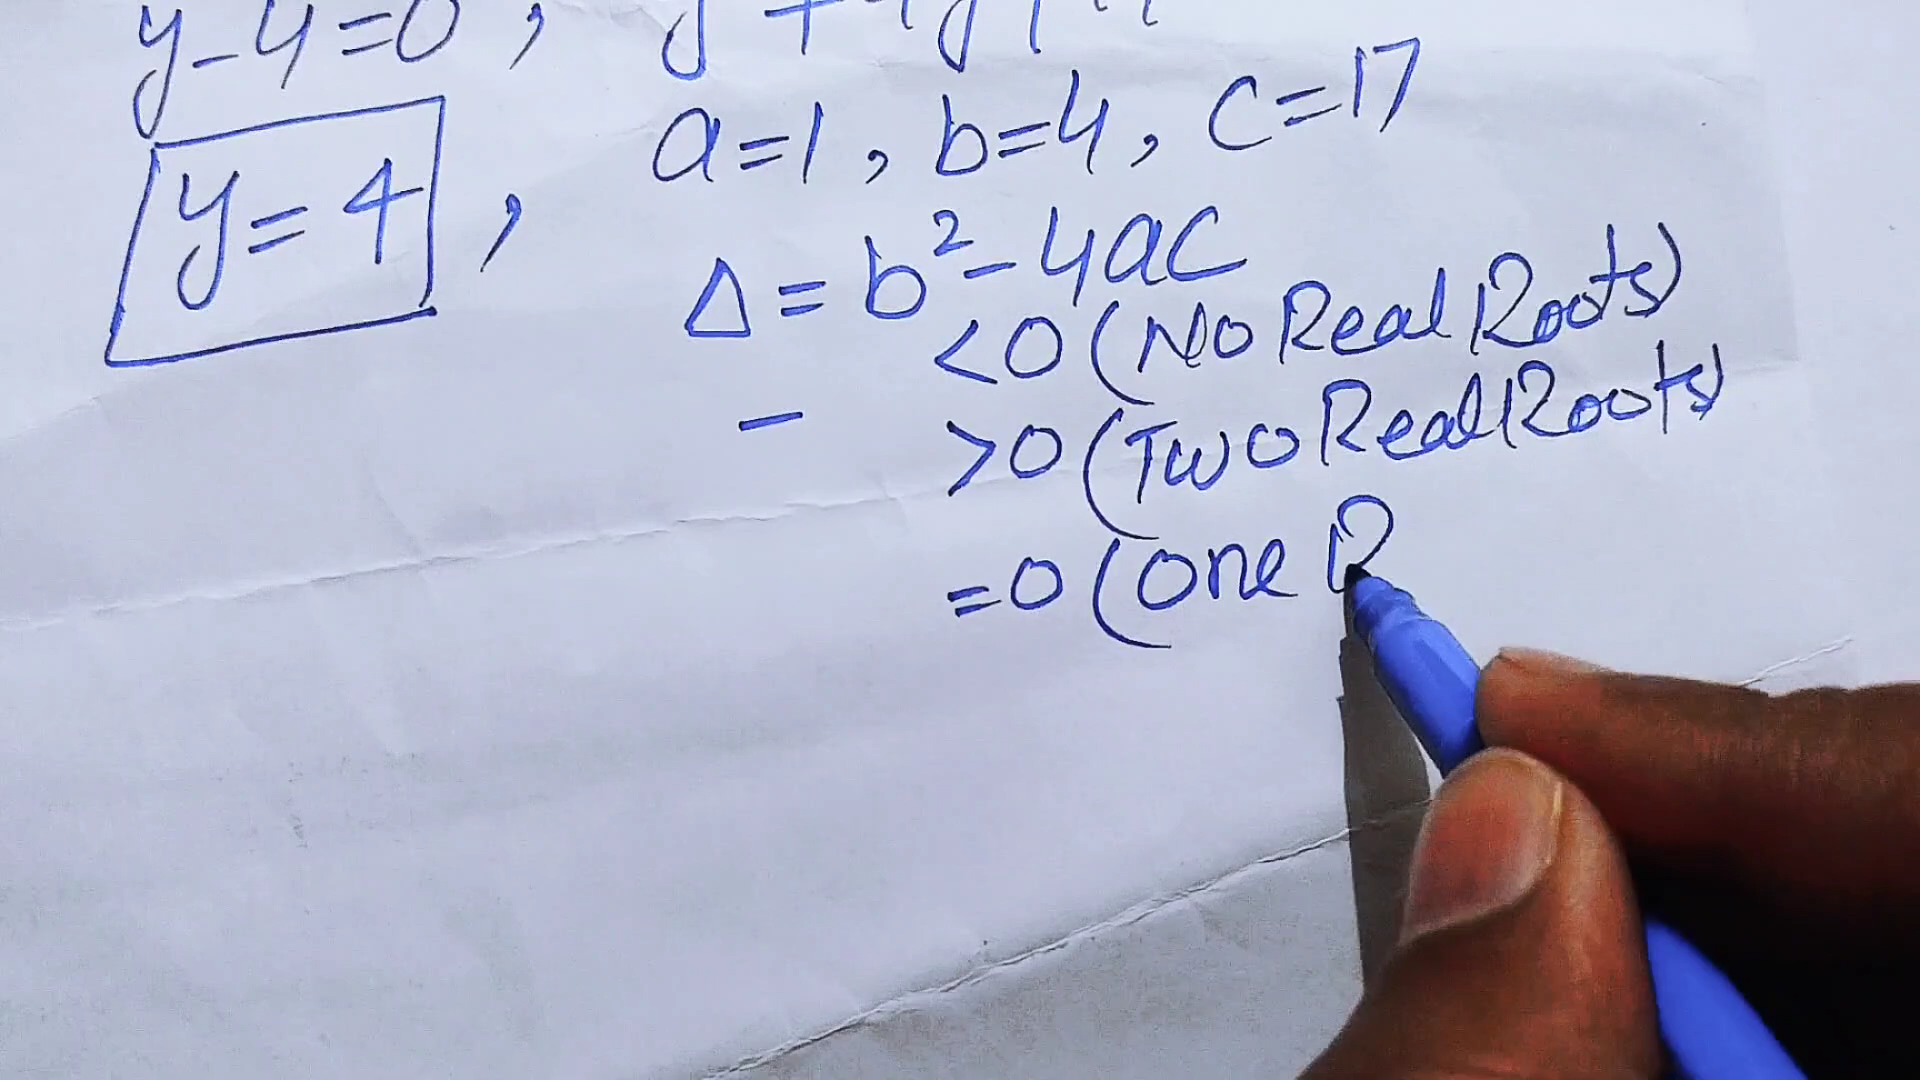 y-4=0,
a=1, b=4, c=17
y=4,
Δ = b²-4ac
<0 (No Real Roots)
- >0 (Two Real Roots)
=0 (One R